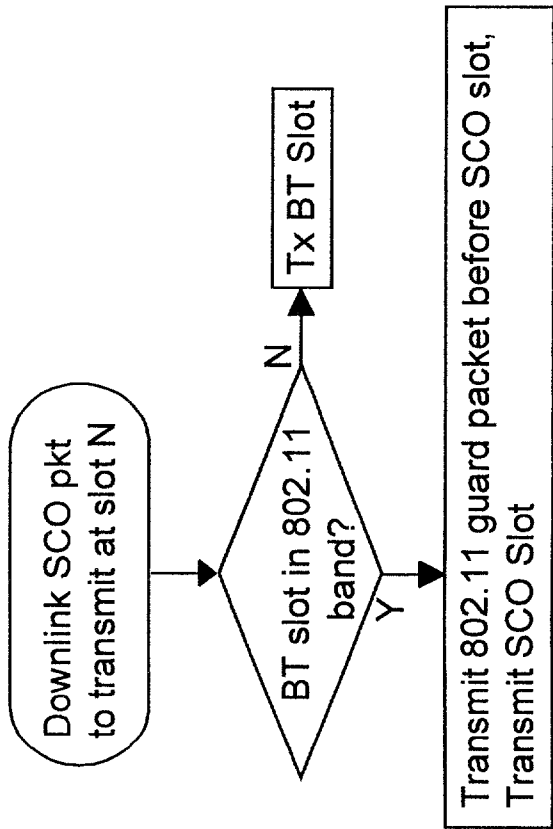 Downlink SCO pkt
to transmit at slot N
BT slot in 802.11
band?
N
Tx BT Slot
Y
Transmit 802.11 guard packet before SCO slot,
Transmit SCO Slot